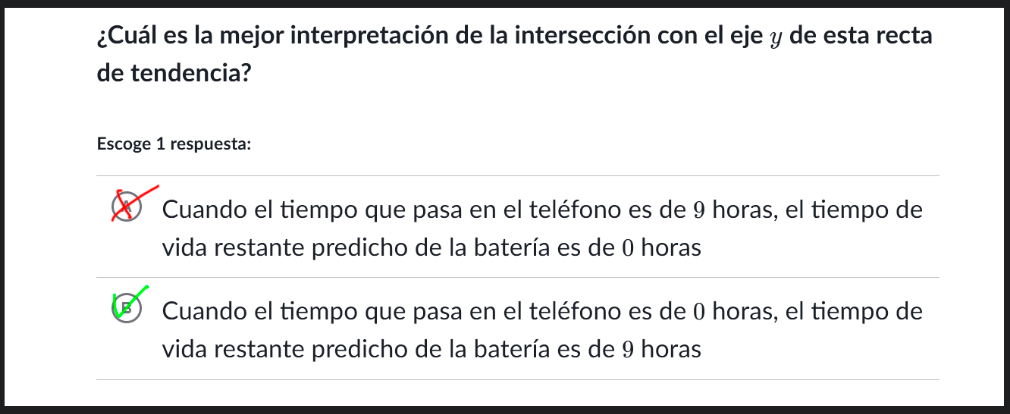 ¿Cuál es la mejor interpretación de la intersección con el eje y de esta recta
de tendencia?
Escoge 1 respuesta:
A Cuando el tiempo que pasa en el teléfono es de 9 horas, el tiempo de
vida restante predicho de la batería es de 0 horas
B Cuando el tiempo que pasa en el teléfono es de 0 horas, el tiempo de
vida restante predicho de la batería es de 9 horas